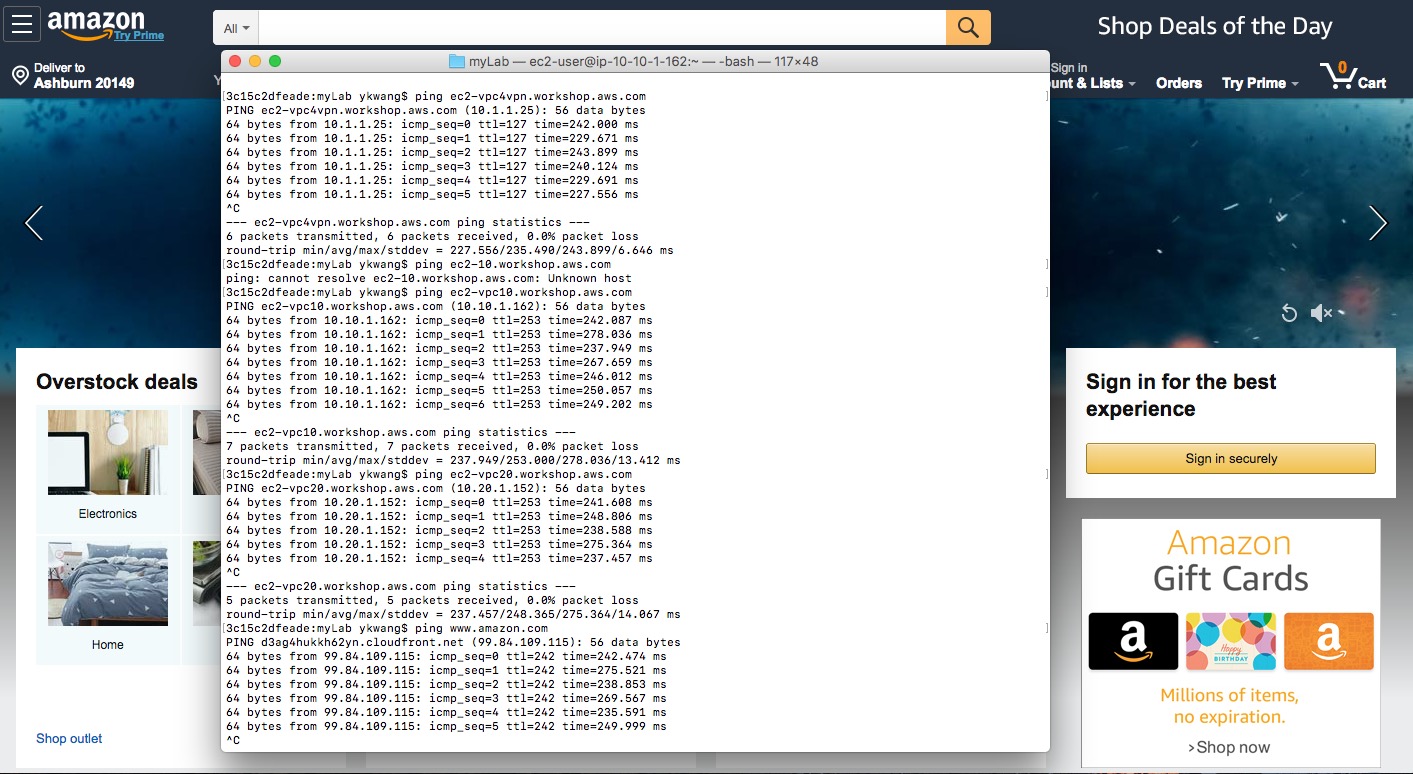 amazon
Try Prime
All
Shop Deals of the Day
Deliver to
Ashburn 20149
Sign in
unt & Lists
Orders
Try Prime
0
Cart
myLab — ec2-user@ip-10-10-1-162:~ — -bash — 117×48
[3c15c2dfeade:myLab ykwang$ ping ec2-vpc4vpn.workshop.aws.com ]
PING ec2-vpc4vpn.workshop.aws.com (10.1.1.25): 56 data bytes
64 bytes from 10.1.1.25: icmp_seq=0 ttl=127 time=242.000 ms
64 bytes from 10.1.1.25: icmp_seq=1 ttl=127 time=229.671 ms
64 bytes from 10.1.1.25: icmp_seq=2 ttl=127 time=243.899 ms
64 bytes from 10.1.1.25: icmp_seq=3 ttl=127 time=240.124 ms
64 bytes from 10.1.1.25: icmp_seq=4 ttl=127 time=229.691 ms
64 bytes from 10.1.1.25: icmp_seq=5 ttl=127 time=227.556 ms
^C
--- ec2-vpc4vpn.workshop.aws.com ping statistics ---
6 packets transmitted, 6 packets received, 0.0% packet loss
round-trip min/avg/max/stddev = 227.556/235.490/243.899/6.646 ms
[3c15c2dfeade:myLab ykwang$ ping ec2-10.workshop.aws.com ]
ping: cannot resolve ec2-10.workshop.aws.com: Unknown host
[3c15c2dfeade:myLab ykwang$ ping ec2-vpc10.workshop.aws.com ]
PING ec2-vpc10.workshop.aws.com (10.10.1.162): 56 data bytes
64 bytes from 10.10.1.162: icmp_seq=0 ttl=253 time=242.087 ms
64 bytes from 10.10.1.162: icmp_seq=1 ttl=253 time=278.036 ms
64 bytes from 10.10.1.162: icmp_seq=2 ttl=253 time=237.949 ms
64 bytes from 10.10.1.162: icmp_seq=3 ttl=253 time=267.659 ms
64 bytes from 10.10.1.162: icmp_seq=4 ttl=253 time=246.012 ms
64 bytes from 10.10.1.162: icmp_seq=5 ttl=253 time=250.057 ms
64 bytes from 10.10.1.162: icmp_seq=6 ttl=253 time=249.202 ms
^C
--- ec2-vpc10.workshop.aws.com ping statistics ---
7 packets transmitted, 7 packets received, 0.0% packet loss
round-trip min/avg/max/stddev = 237.949/253.000/278.036/13.412 ms
[3c15c2dfeade:myLab ykwang$ ping ec2-vpc20.workshop.aws.com ]
PING ec2-vpc20.workshop.aws.com (10.20.1.152): 56 data bytes
64 bytes from 10.20.1.152: icmp_seq=0 ttl=253 time=241.608 ms
64 bytes from 10.20.1.152: icmp_seq=1 ttl=253 time=248.806 ms
64 bytes from 10.20.1.152: icmp_seq=2 ttl=253 time=238.588 ms
64 bytes from 10.20.1.152: icmp_seq=3 ttl=253 time=275.364 ms
64 bytes from 10.20.1.152: icmp_seq=4 ttl=253 time=237.457 ms
^C
--- ec2-vpc20.workshop.aws.com ping statistics ---
5 packets transmitted, 5 packets received, 0.0% packet loss
round-trip min/avg/max/stddev = 237.457/248.365/275.364/14.067 ms
[3c15c2dfeade:myLab ykwang$ ping www.amazon.com ]
PING d3ag4hukkh62yn.cloudfront.net (99.84.109.115): 56 data bytes
64 bytes from 99.84.109.115: icmp_seq=0 ttl=242 time=242.474 ms
64 bytes from 99.84.109.115: icmp_seq=1 ttl=242 time=275.521 ms
64 bytes from 99.84.109.115: icmp_seq=2 ttl=242 time=238.853 ms
64 bytes from 99.84.109.115: icmp_seq=3 ttl=242 time=269.567 ms
64 bytes from 99.84.109.115: icmp_seq=4 ttl=242 time=235.591 ms
64 bytes from 99.84.109.115: icmp_seq=5 ttl=242 time=249.999 ms
^C
Overstock deals
Electronics
Home
Shop outlet
Sign in for the best
experience
Sign in securely
Amazon
Gift Cards
a
Happy
BIRTHDAY
a
Millions of items,
no expiration.
›Shop now